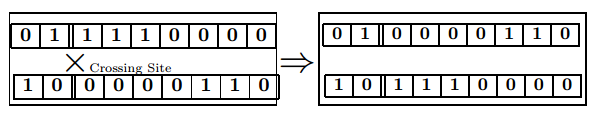 0 1 1 1 1 0 0 0 0
Crossing Site
1 0 0 0 0 0 1 1 0
⇒
0 1 0 0 0 0 1 1 0
1 0 1 1 1 0 0 0 0